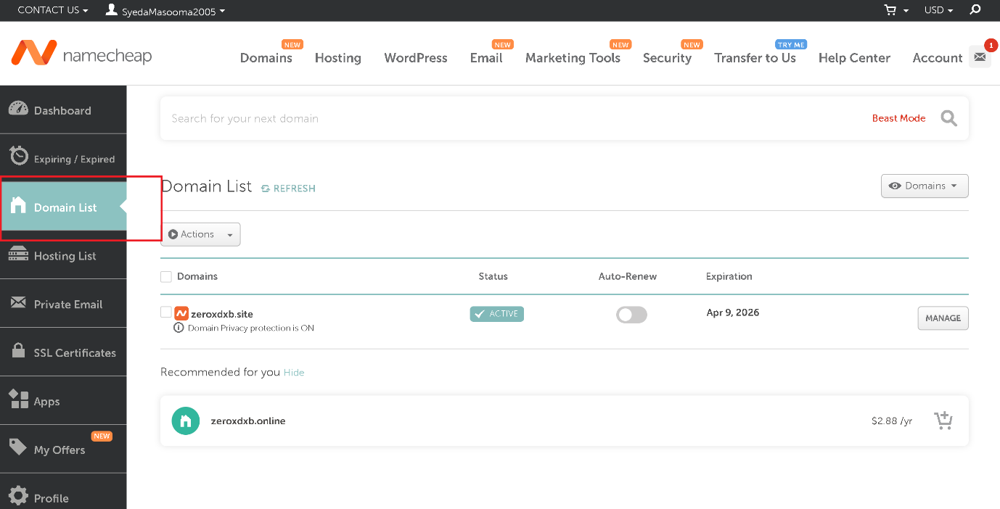 CONTACT US
SyedaMasooma2005
USD
namecheap
Domains NEW
Hosting
WordPress
Email NEW
Marketing Tools NEW
Security NEW
Transfer to Us TRY ME
Help Center
Account
1
Dashboard
Expiring / Expired
Domain List
Hosting List
Private Email
SSL Certificates
Apps
My Offers NEW
Profile
Search for your next domain
Beast Mode
Domain List REFRESH
Domains
Actions
Domains Status Auto-Renew Expiration
zeroxdxb.site ACTIVE Apr 9, 2026 MANAGE
Domain Privacy protection is ON
Recommended for you Hide
zeroxdxb.online $2.88 /yr